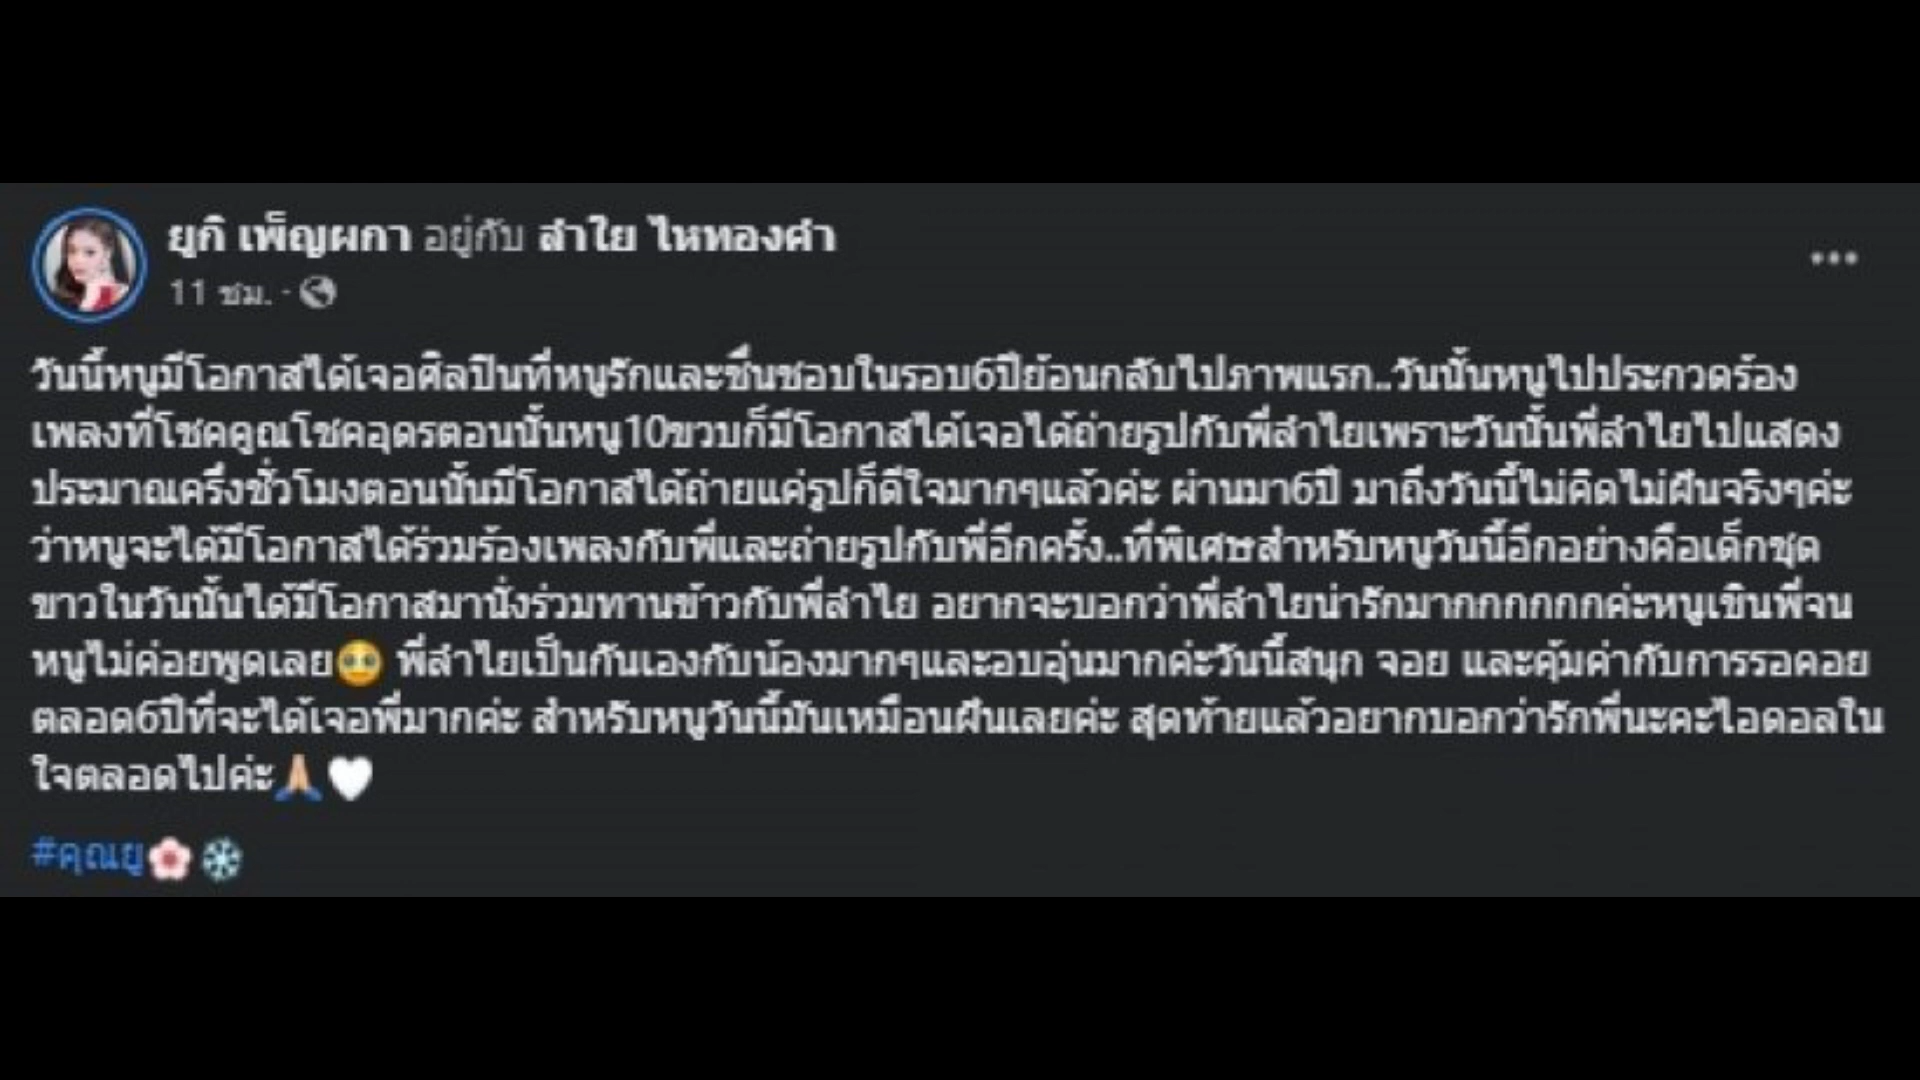 ยูกิ เพ็ญผกา อยู่กับ ลำใย ไหทองคำ
11 ชม. ·
วันนี้หนูมีโอกาสได้เจอศิลปินที่หนูรักและชื่นชอบในรอบ6ปีย้อนกลับไปภาพแรก..วันนั้นหนูไปประกวดร้อง
เพลงที่โชคคูณโชคอุดรตอนนั้นหนู10ขวบก็มีโอกาสได้เจอได้ถ่ายรูปกับพี่ลำไยเพราะวันนั้นพี่ลำไยไปแสดง
ประมาณครึ่งชั่วโมงตอนนั้นมีโอกาสได้ถ่ายแค่รูปก็ดีใจมากๆแล้วค่ะ ผ่านมา6ปี มาถึงวันนี้ไม่คิดไม่ฝันจริงๆค่ะ
ว่าหนูจะได้มีโอกาสได้ร่วมร้องเพลงกับพี่และถ่ายรูปกับพี่อีกครั้ง..ที่พิเศษสำหรับหนูวันนี้อีกอย่างคือเด็กชุด
ขาวในวันนั้นได้มีโอกาสมานั่งร่วมทานข้าวกับพี่ลำไย อยากจะบอกว่าพี่ลำไยน่ารักมากกกกกกค่ะหนูเขินพี่จน
หนูไม่ค่อยพูดเลย🥹 พี่ลำไยเป็นกันเองกับน้องมากๆและอบอุ่นมากค่ะวันนี้สนุก จอย และคุ้มค่ากับการรอคอย
ตลอด6ปีที่จะได้เจอพี่มากค่ะ สำหรับหนูวันนี้มันเหมือนฝันเลยค่ะ สุดท้ายแล้วอยากบอกว่ารักพี่นะคะไอดอลใน
ใจตลอดไปค่ะ🙏🏼🤍
#คุณยู🌸❄️